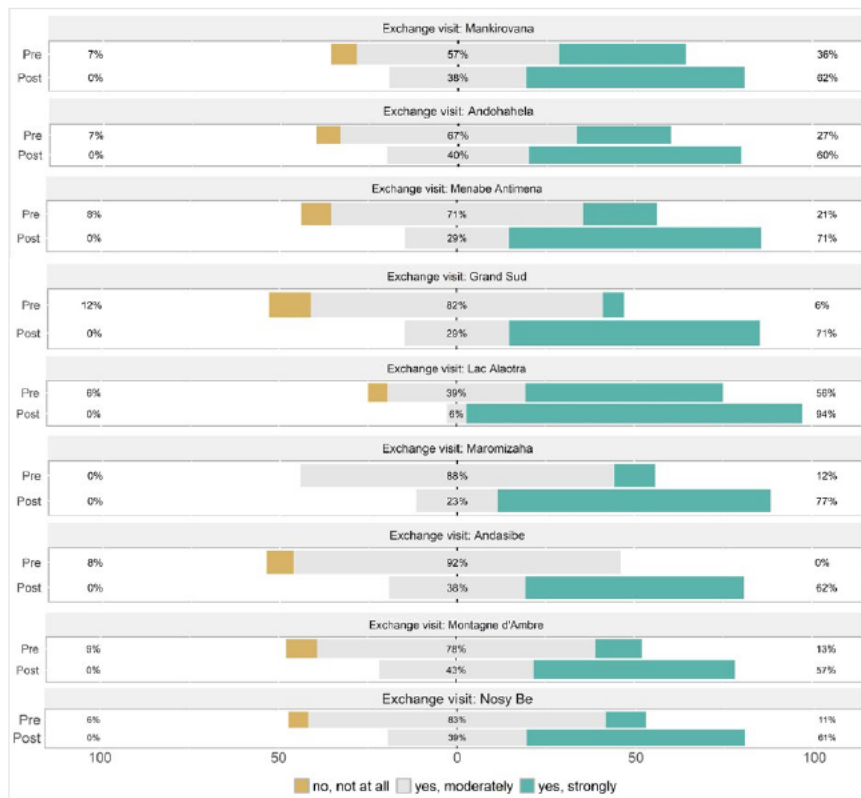 Exchange visit: Mankirovana
Pre 7% 57% 36%
Post 0% 38% 62%
Exchange visit: Andohahela
Pre 7% 67% 27%
Post 0% 40% 60%
Exchange visit: Menabe Antimena
Pre 8% 71% 21%
Post 0% 29% 71%
Exchange visit: Grand Sud
Pre 12% 82% 6%
Post 0% 29% 71%
Exchange visit: Lac Alaotra
Pre 6% 39% 56%
Post 0% 6% 94%
Exchange visit: Maromizaha
Pre 0% 88% 12%
Post 0% 23% 77%
Exchange visit: Andasibe
Pre 8% 92% 0%
Post 0% 38% 62%
Exchange visit: Montagne d'Ambre
Pre 9% 78% 13%
Post 0% 43% 57%
Exchange visit: Nosy Be
Pre 6% 83% 11%
Post 0% 39% 61%
100 50 0 50 100
no, not at all yes, moderately yes, strongly